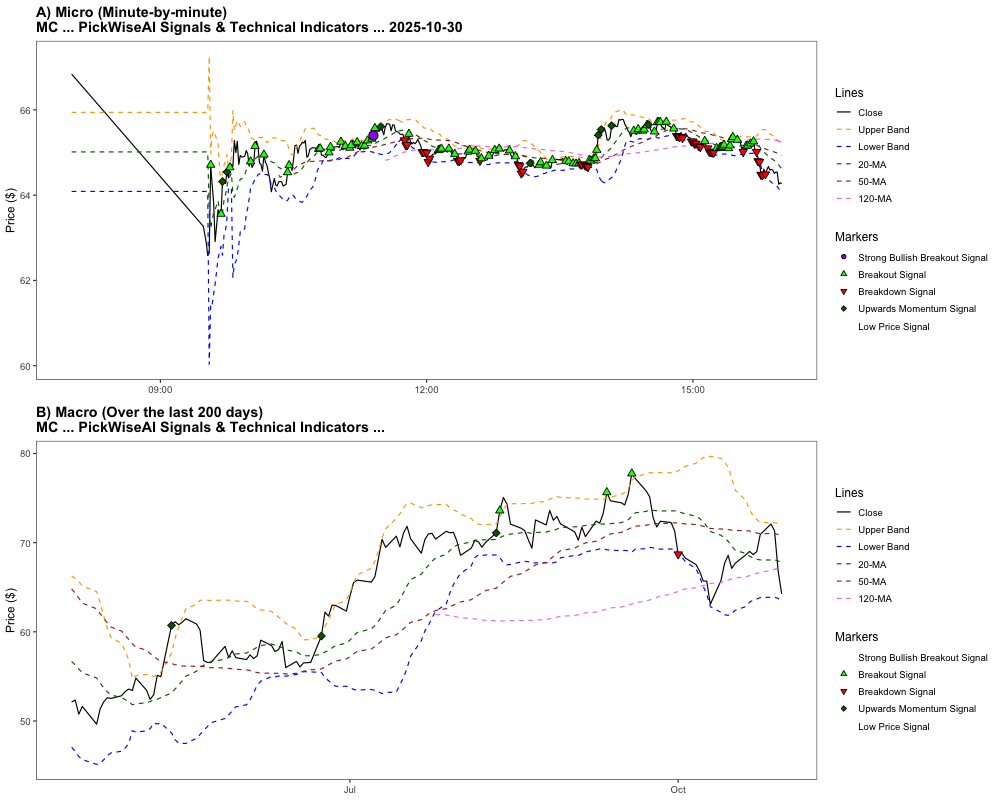 A) Micro (Minute-by-minute)
MC ... PickWiseAI Signals & Technical Indicators ... 2025-10-30
Price ($)
66
64
62
60
09:00
12:00
15:00
Lines
Close
Upper Band
Lower Band
20-MA
50-MA
120-MA
Markers
Strong Bullish Breakout Signal
Breakout Signal
Breakdown Signal
Upwards Momentum Signal
Low Price Signal
B) Macro (Over the last 200 days)
MC ... PickWiseAI Signals & Technical Indicators ...
Price ($)
80
70
60
50
Jul
Oct
Lines
Close
Upper Band
Lower Band
20-MA
50-MA
120-MA
Markers
Strong Bullish Breakout Signal
Breakout Signal
Breakdown Signal
Upwards Momentum Signal
Low Price Signal